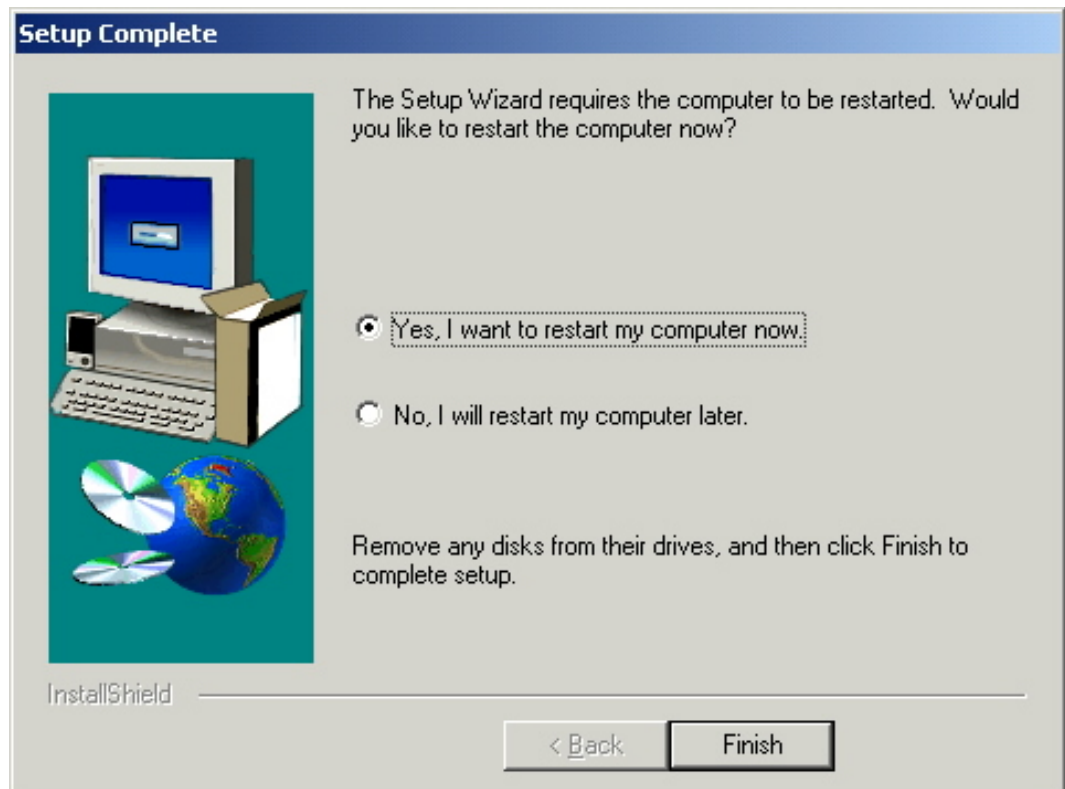 Setup Complete
The Setup Wizard requires the computer to be restarted.  Would
you like to restart the computer now?
Yes, I want to restart my computer now.
No, I will restart my computer later.
Remove any disks from their drives, and then click Finish to
complete setup.
InstallShield
< Back
Finish